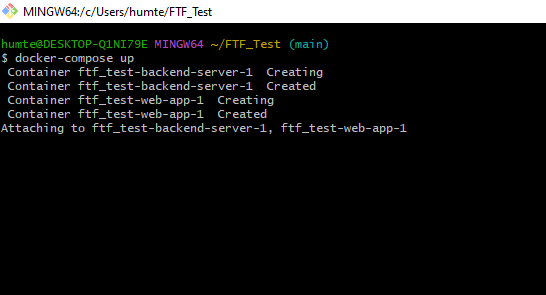 MINGW64:/c/Users/humte/FTF_Test
humte@DESKTOP-Q1NI79E MINGW64 ~/FTF_Test (main)
$ docker-compose up
Container ftf_test-backend-server-1  Creating
Container ftf_test-backend-server-1  Created
Container ftf_test-web-app-1  Creating
Container ftf_test-web-app-1  Created
Attaching to ftf_test-backend-server-1, ftf_test-web-app-1